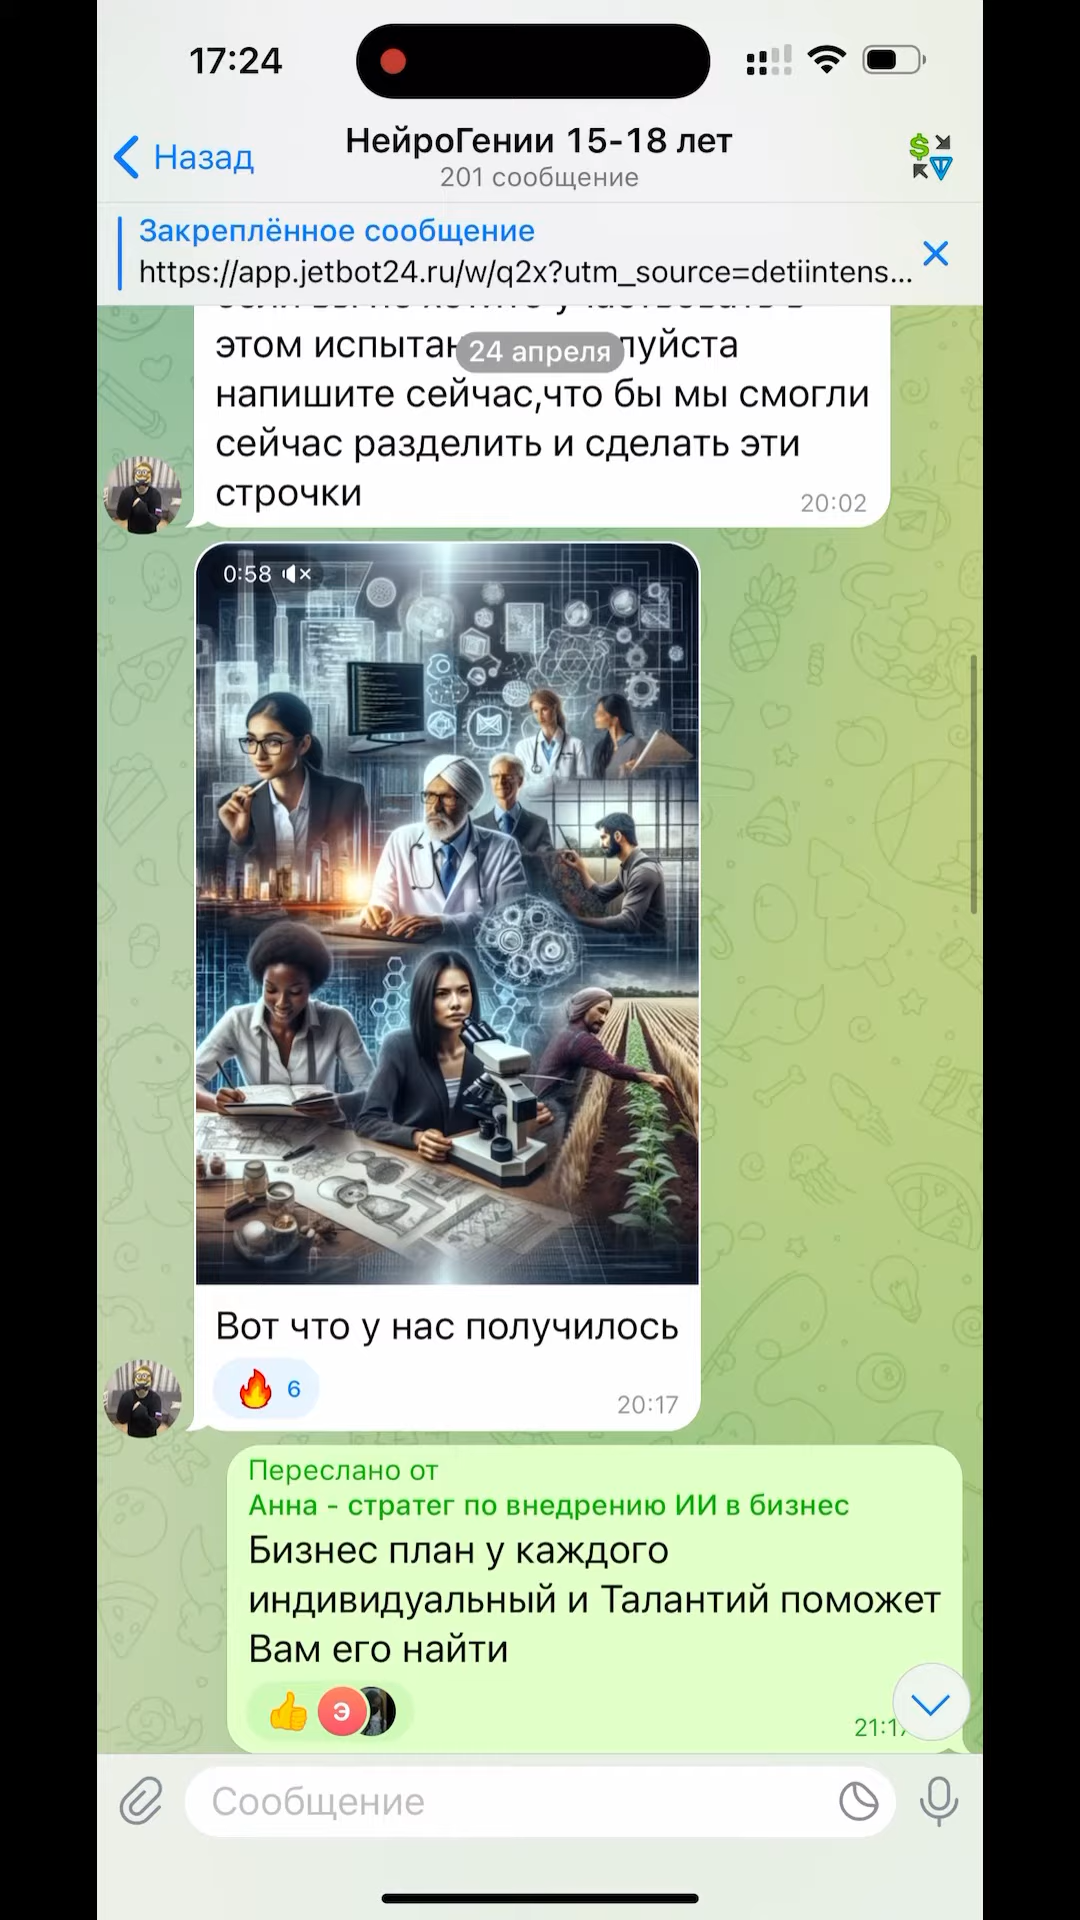 17:24
Назад
НейроГении 15-18 лет
201 сообщение
Закреплённое сообщение
https://app.jetbot24.ru/w/q2x?utm_source=detiintens...
24 апреля
этом
напишите сейчас,что бы мы смогли
сейчас разделить и сделать эти
строчки
20:02
0:58
Вот что у нас получилось
🔥 6
20:17
Переслано от
Анна - стратег по внедрению ИИ в бизнес
Бизнес план у каждого
индивидуальный и Талантий поможет
Вам его найти
👍 Э
Сообщение